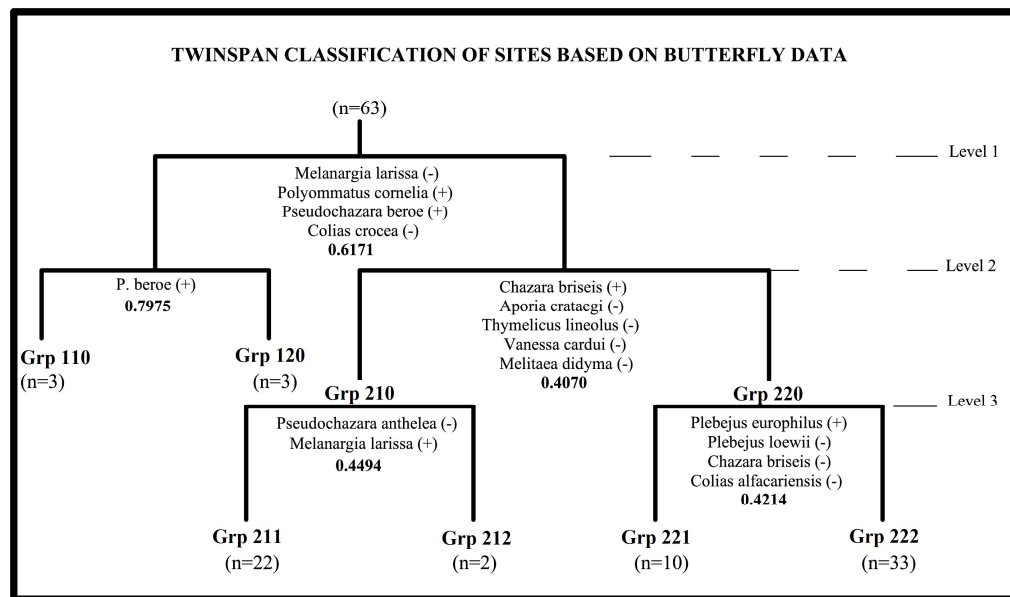 TWINSPAN CLASSIFICATION OF SITES BASED ON BUTTERFLY DATA
(n=63)
Level 1
Melanargia larissa (-)
Polyommatus cornelia (+)
Pseudochazara beroe (+)
Colias crocea (-)
0.6171
Level 2
P. beroe (+)
0.7975
Chazara briseis (+)
Aporia cratacgi (-)
Thymelicus lineolus (-)
Vanessa cardui (-)
Melitaea didyma (-)
0.4070
Grp 110
(n=3)
Grp 120
(n=3)
Grp 210
Grp 220
Level 3
Pseudochazara anthelea (-)
Melanargia larissa (+)
0.4494
Plebejus europhilus (+)
Plebejus loewii (-)
Chazara briseis (-)
Colias alfacariensis (-)
0.4214
Grp 211
(n=22)
Grp 212
(n=2)
Grp 221
(n=10)
Grp 222
(n=33)